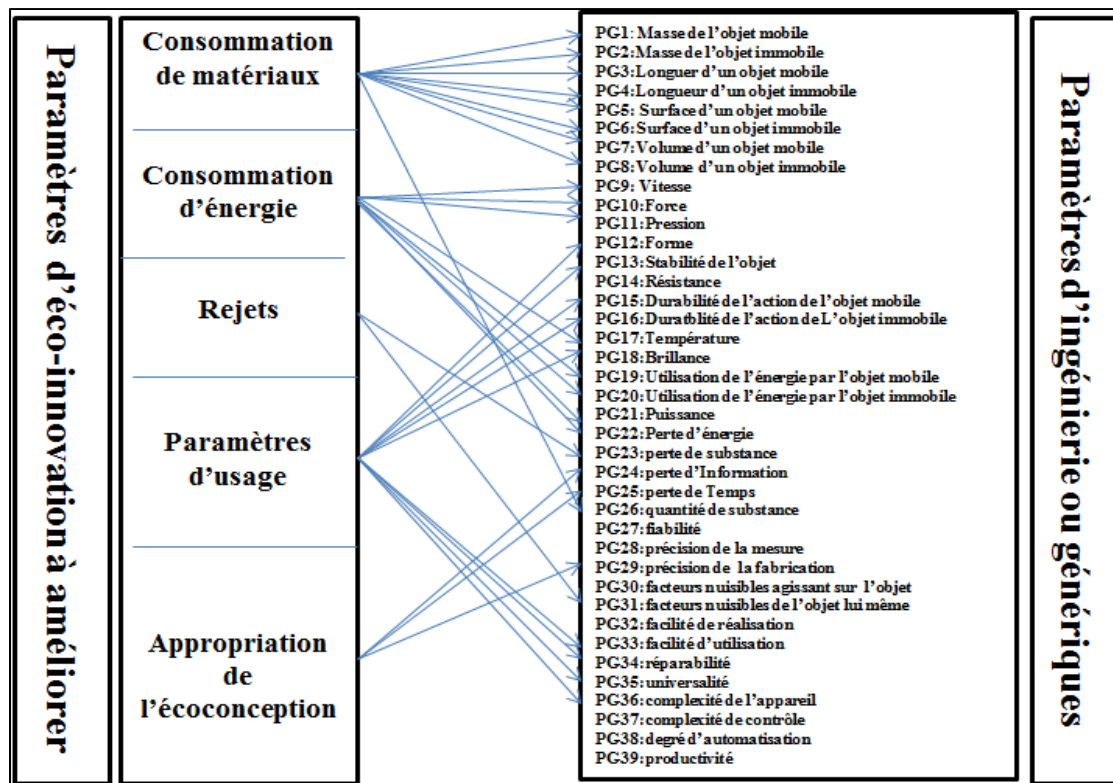 Paramètres d'éco-innovation à améliorer
Consommation
de matériaux
Consommation
d'énergie
Rejets
Paramètres
d'usage
Appropriation
de
l'écoconception
PG1: Masse de l'objet mobile
PG2:Masse de l'objet immobile
PG3:Longuer d'un objet mobile
PG4:Longueur d'un objet immobile
PG5: Surface d'un objet mobile
PG6:Surface d'un objet immobile
PG7:Volume d'un objet mobile
PG8:Volume d'un objet immobile
PG9: Vitesse
PG10:Force
PG11:Pression
PG12:Forme
PG13:Stabilité de l'objet
PG14:Résistance
PG15:Durabilité de l'action de l'objet mobile
PG16:Duratblité de l'action de L'objet immobile
PG17:Température
PG18:Brillance
PG19:Utilisation de l'énergie par l'objet mobile
PG20:Utilisation de l'énergie par l'objet immobile
PG21:Puissance
PG22:Perte d'énergie
PG23:perte de substance
PG24:perte d'Information
PG25:perte de Temps
PG26:quantité de substance
PG27:fiabilité
PG28:précision de la mesure
PG29:précision de la fabrication
PG30:facteurs nuisibles agissant sur l'objet
PG31:facteurs nuisibles de l'objet lui même
PG32:facilité de réalisation
PG33:facilité d'utilisation
PG34:réparabilité
PG35:universalité
PG36:complexité de l'appareil
PG37:complexité de contrôle
PG38:degré d'automatisation
PG39:productivité
Paramètres d'ingénierie ou génériques